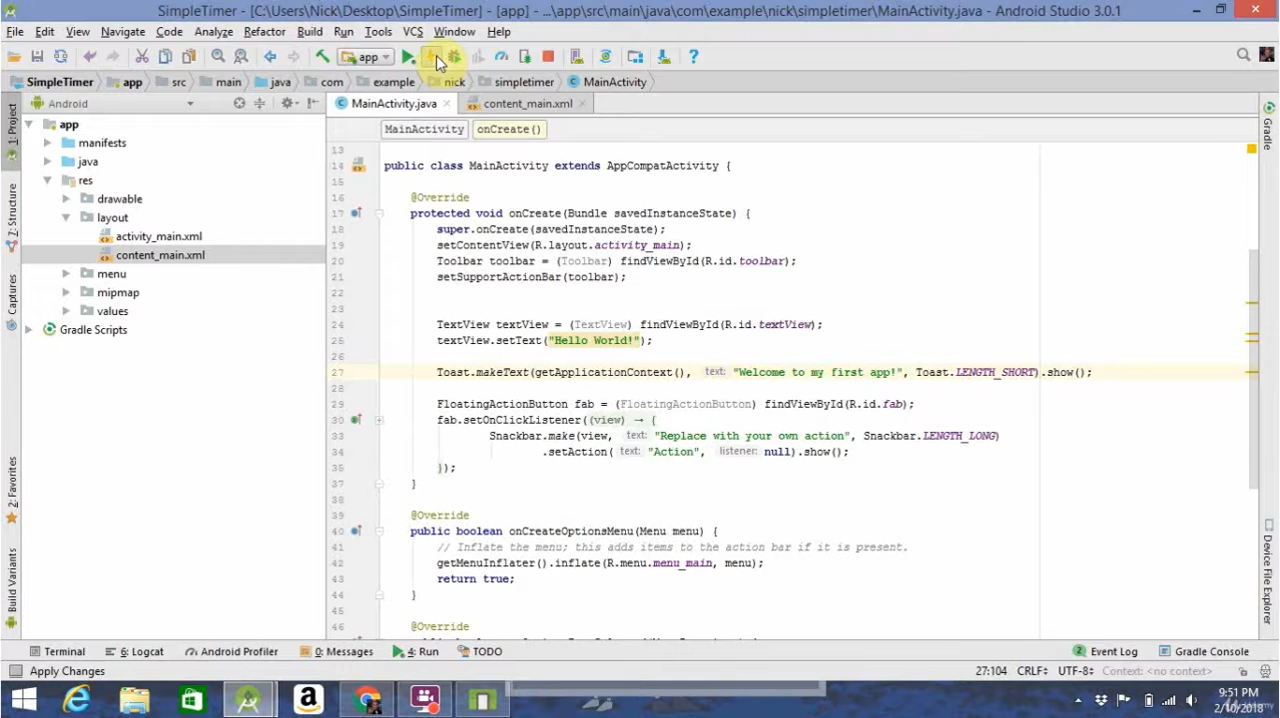 SimpleTimer - [C:\Users\Nick\Desktop\SimpleTimer] - [app] - ...\app\src\main\java\com\example\nick\simpletimer\MainActivity.java - Android Studio 3.0.1
File Edit View Navigate Code Analyze Refactor Build Run Tools VCS Window Help
app
SimpleTimer app src main java com example nick simpletimer MainActivity
1: Project
Z: Structure
Captures
2: Favorites
Build Variants
Android
app
manifests
java
res
drawable
layout
activity_main.xml
content_main.xml
menu
mipmap
values
Gradle Scripts
MainActivity.java content_main.xml
MainActivity onCreate()
13
14 public class MainActivity extends AppCompatActivity {
15
16 @Override
17 protected void onCreate(Bundle savedInstanceState) {
18 super.onCreate(savedInstanceState);
19 setContentView(R.layout.activity_main);
20 Toolbar toolbar = (Toolbar) findViewById(R.id.toolbar);
21 setSupportActionBar(toolbar);
22
23
24 TextView textView = (TextView) findViewById(R.id.textView);
25 textView.setText("Hello World!");
26
27 Toast.makeText(getApplicationContext(), text: "Welcome to my first app!", Toast.LENGTH_SHORT).show();
28
29 FloatingActionButton fab = (FloatingActionButton) findViewById(R.id.fab);
30 fab.setOnClickListener((view) → {
33 Snackbar.make(view, text: "Replace with your own action", Snackbar.LENGTH_LONG)
34 .setAction( text: "Action", listener: null).show();
35 });
37 }
38
39 @Override
40 public boolean onCreateOptionsMenu(Menu menu) {
41 // Inflate the menu; this adds items to the action bar if it is present.
42 getMenuInflater().inflate(R.menu.menu_main, menu);
43 return true;
44 }
45
46 @Override
Gradle
Device File Explorer
Terminal 6: Logcat Android Profiler 0: Messages 4: Run TODO Event Log Gradle Console
Apply Changes 27:104 CRLF÷ UTF-8÷ Context: <no context>
9:51 PM
2/10/2018